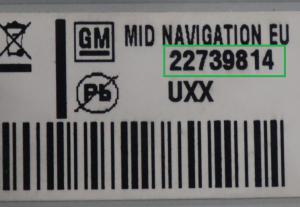 GM MID NAVIGATION EU
22739814
Pb UXX